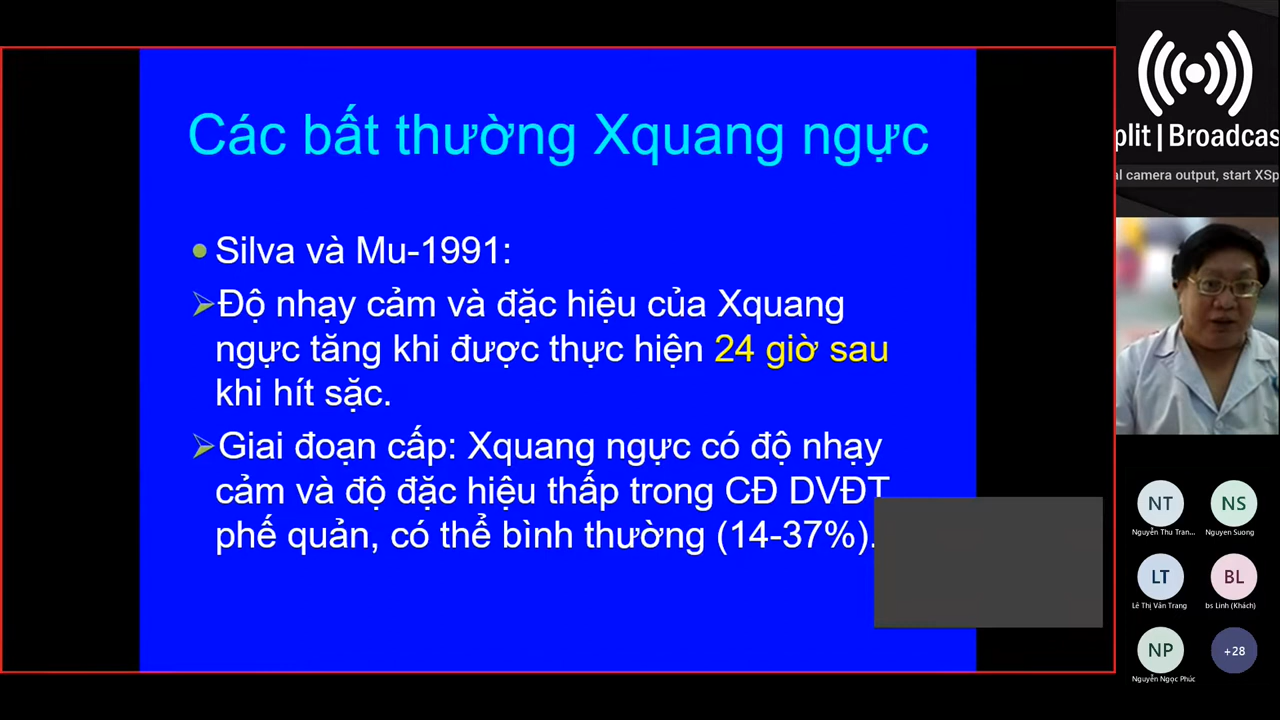 Các bất thường Xquang ngực
Silva và Mu-1991:
Độ nhạy cảm và đặc hiệu của Xquang
ngực tăng khi được thực hiện 24 giờ sau
khi hít sặc.
Giai đoạn cấp: Xquang ngực có độ nhạy
cảm và độ đặc hiệu thấp trong CĐ DVĐT
phế quản, có thể bình thường (14-37%).
plit | Broadcas
al camera output, start XSp
NT
Nguyễn Thu Tran...
NS
Nguyen Suong
LT
Lê Thị Vân Trang
BL
bs Linh (Khách)
NP
Nguyễn Ngọc Phúc
+28